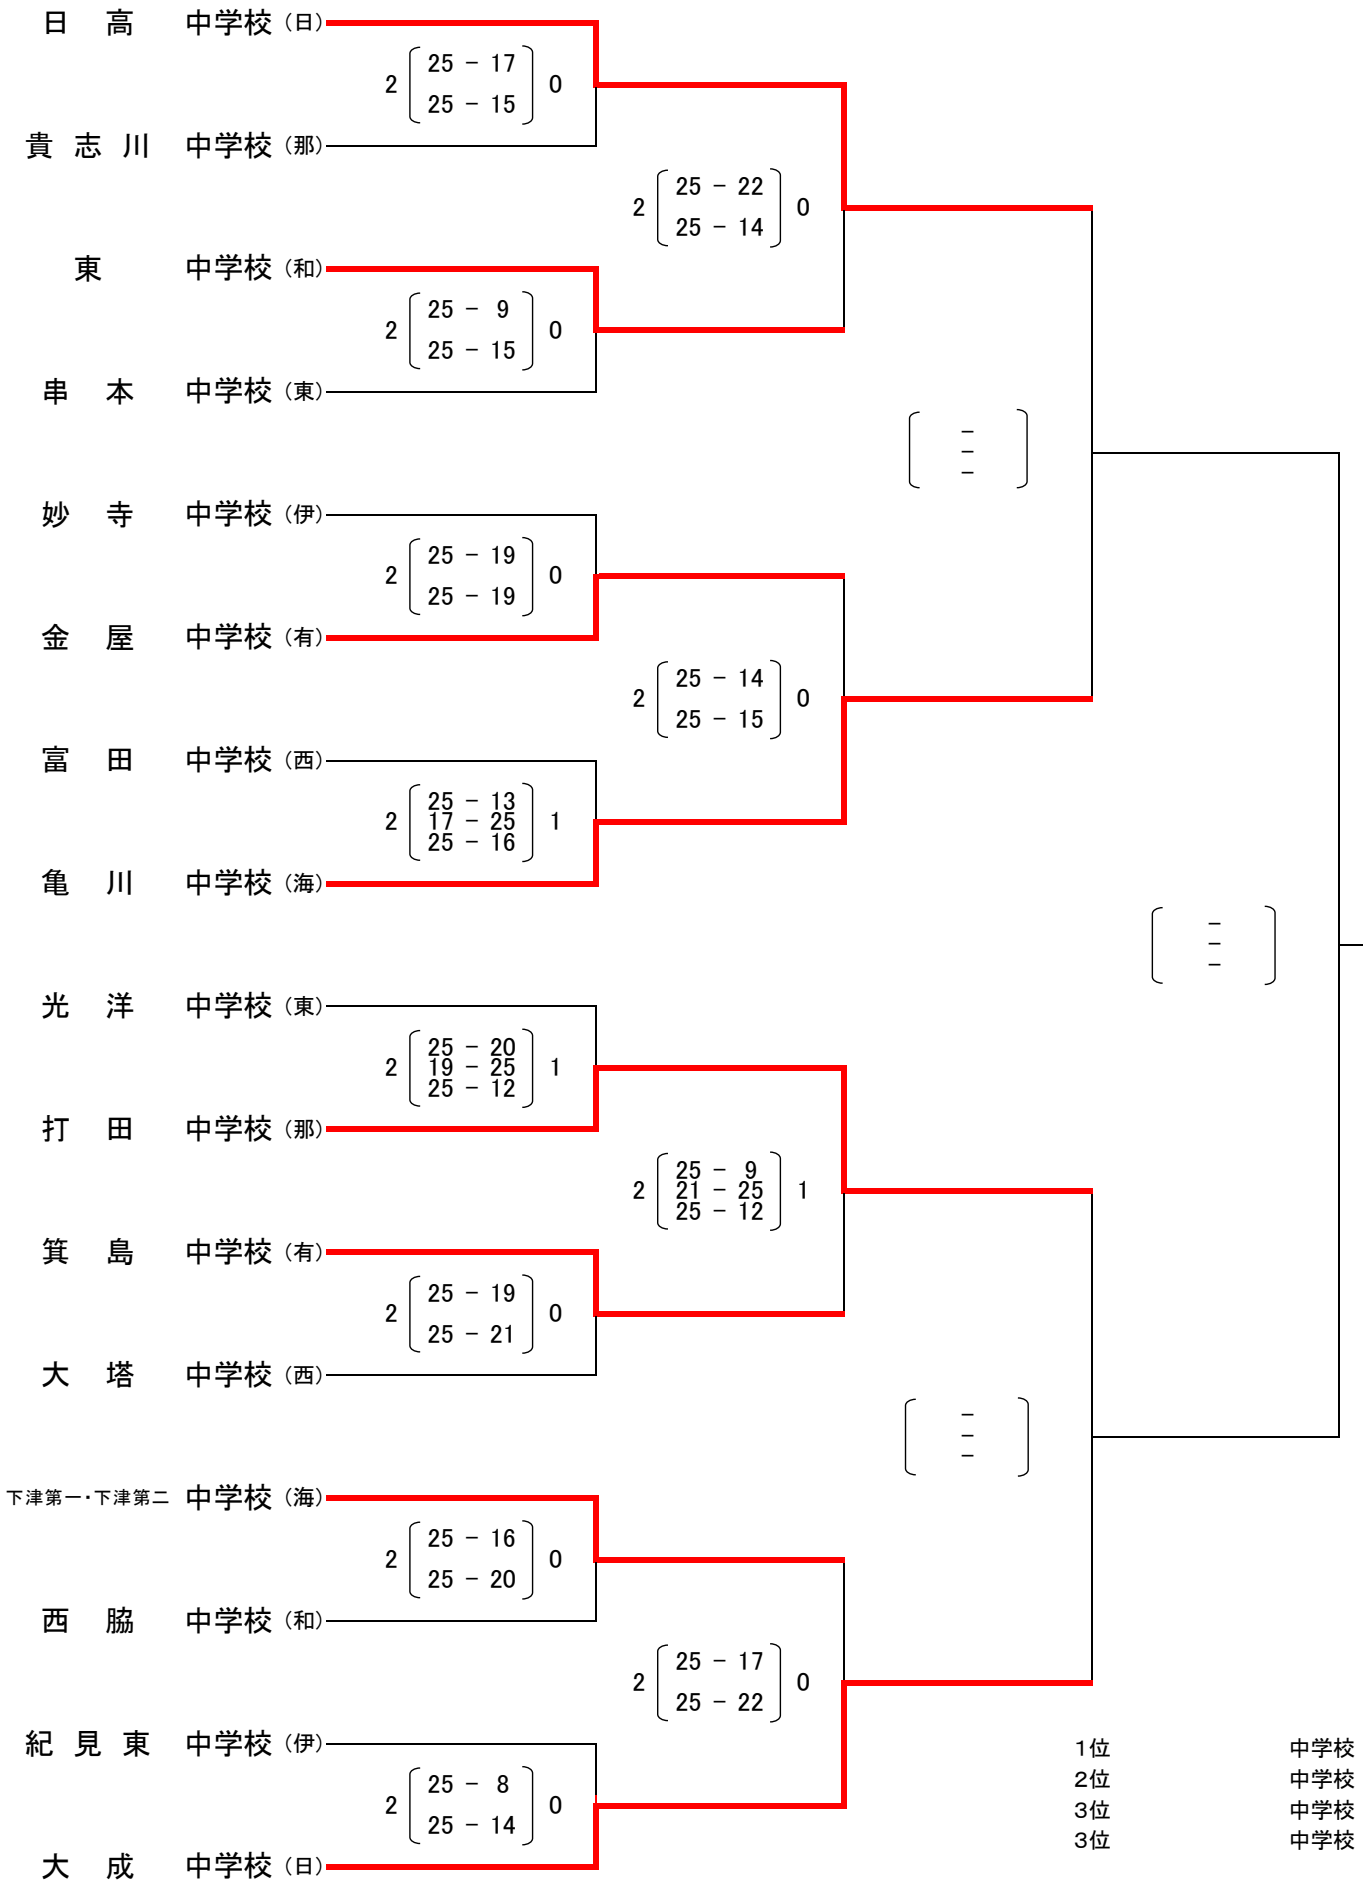 日 高 中学校 （日）
2 25 － 17 0
25 － 15
貴 志 川 中学校 （那）
2 25 － 22 0
25 － 14
東 中学校 （和）
2 25 － 9 0
25 － 15
串 本 中学校 （東）
－
－
－
妙 寺 中学校 （伊）
2 25 － 19 0
25 － 19
金 屋 中学校 （有）
2 25 － 14 0
25 － 15
富 田 中学校 （西）
25 － 13
2 17 － 25 1
25 － 16
亀 川 中学校 （海）
－
－
－
光 洋 中学校 （東）
25 － 20
2 19 － 25 1
25 － 12
打 田 中学校 （那）
25 － 9
2 21 － 25 1
25 － 12
箕 島 中学校 （有）
2 25 － 19 0
25 － 21
大 塔 中学校 （西）
－
－
－
下津第一・下津第二 中学校 （海）
2 25 － 16 0
25 － 20
西 脇 中学校 （和）
2 25 － 17 0
25 － 22
紀 見 東 中学校 （伊）
2 25 － 8 0
25 － 14
大 成 中学校 （日）
1位 中学校
2位 中学校
3位 中学校
3位 中学校